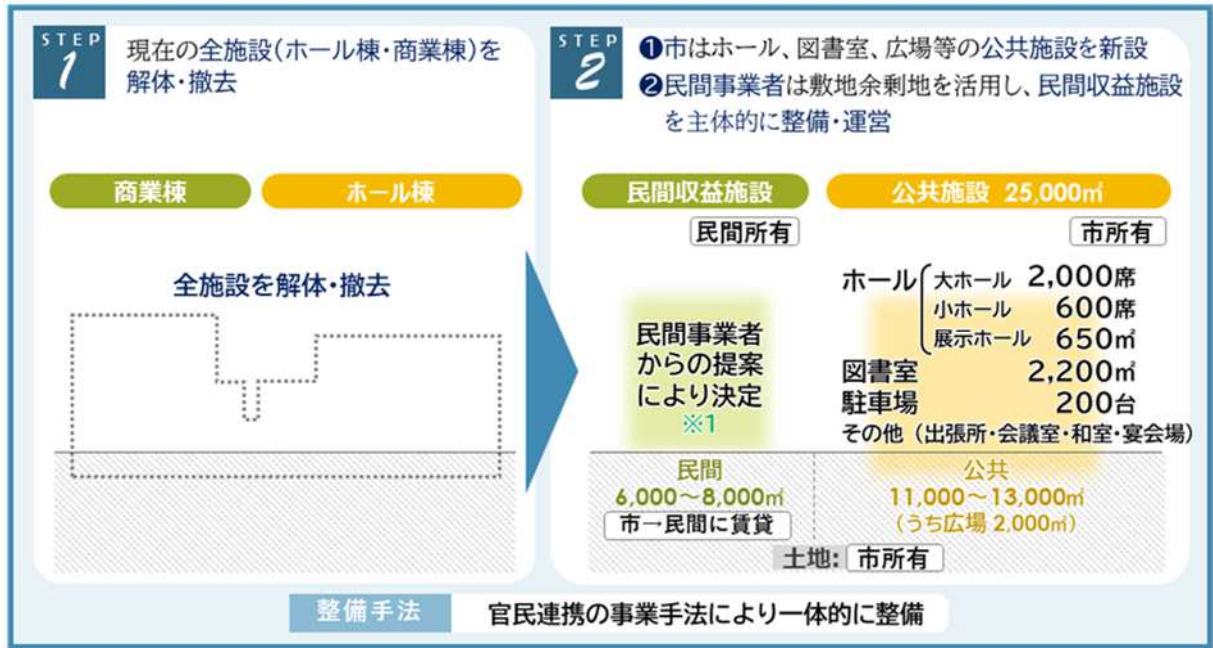 STEP 1
現在の全施設(ホール棟・商業棟)を
解体・撤去
商業棟
ホール棟
全施設を解体・撤去
STEP 2
❶市はホール、図書室、広場等の公共施設を新設
❷民間事業者は敷地余剰地を活用し、民間収益施設
を主体的に整備・運営
民間収益施設
民間所有
民間事業者
からの提案
により決定
※1
公共施設 25,000㎡
市所有
ホール 大ホール 2,000席
小ホール 600席
展示ホール 650㎡
図書室 2,200㎡
駐車場 200台
その他(出張所・会議室・和室・宴会場)
民間
6,000~8,000㎡
市→民間に賃貸
公共
11,000~13,000㎡
(うち広場 2,000㎡)
土地: 市所有
整備手法 官民連携の事業手法により一体的に整備